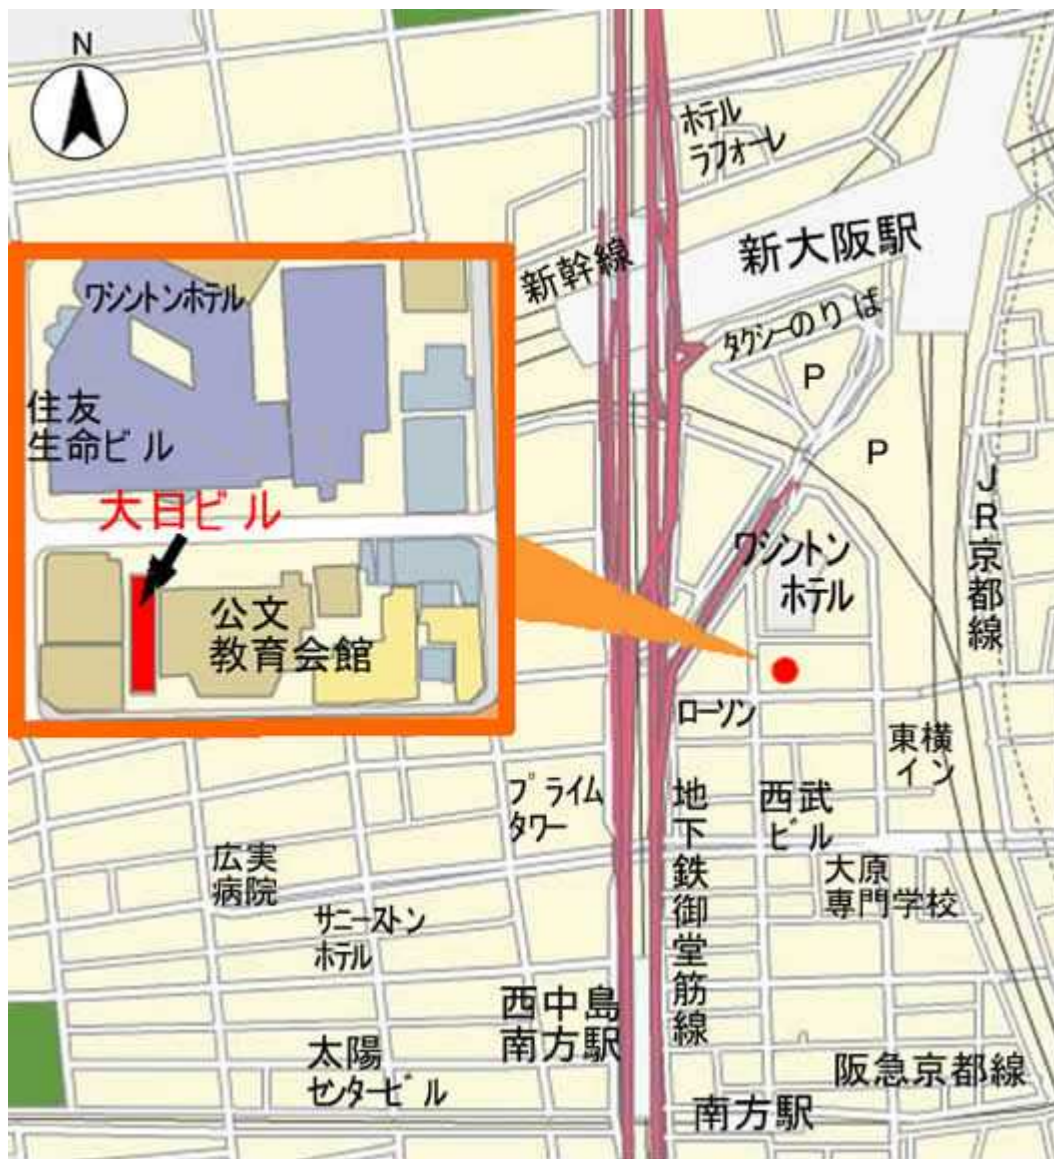 N
ホテル
ラフォーレ
新大阪駅
新幹線
タクシーのりば
P
P
ワシントンホテル
住友
生命ビル
大日ビル
公文
教育会館
ワシントン
ホテル
JR京都線
ローソン
東横
イン
プライム
タワー
地下鉄御堂筋線
西武
ビル
広実
病院
大原
専門学校
サニーストン
ホテル
西中島
南方駅
太陽
センタービル
阪急京都線
南方駅